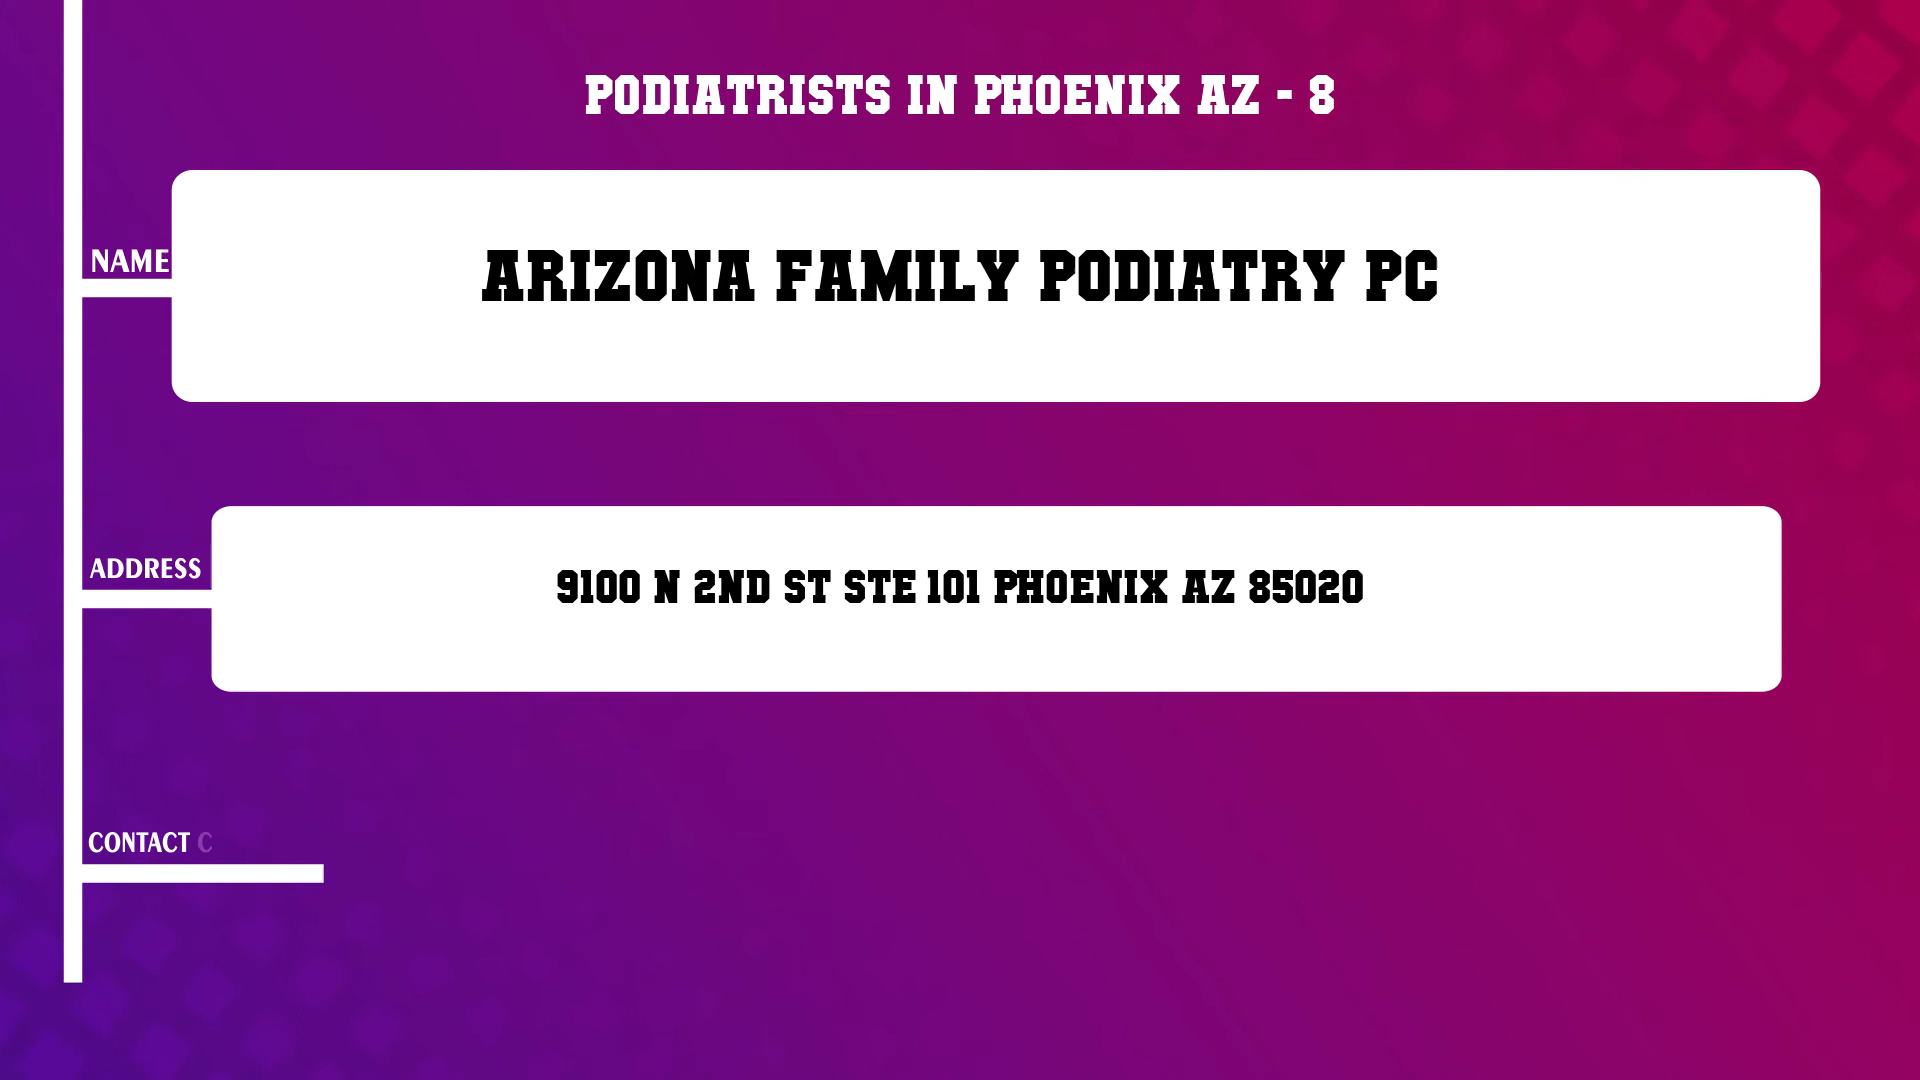 PODIATRISTS IN PHOENIX AZ - 8
NAME
ARIZONA FAMILY PODIATRY PC
ADDRESS
9100 N 2ND ST STE 101 PHOENIX AZ 85020
CONTACT C